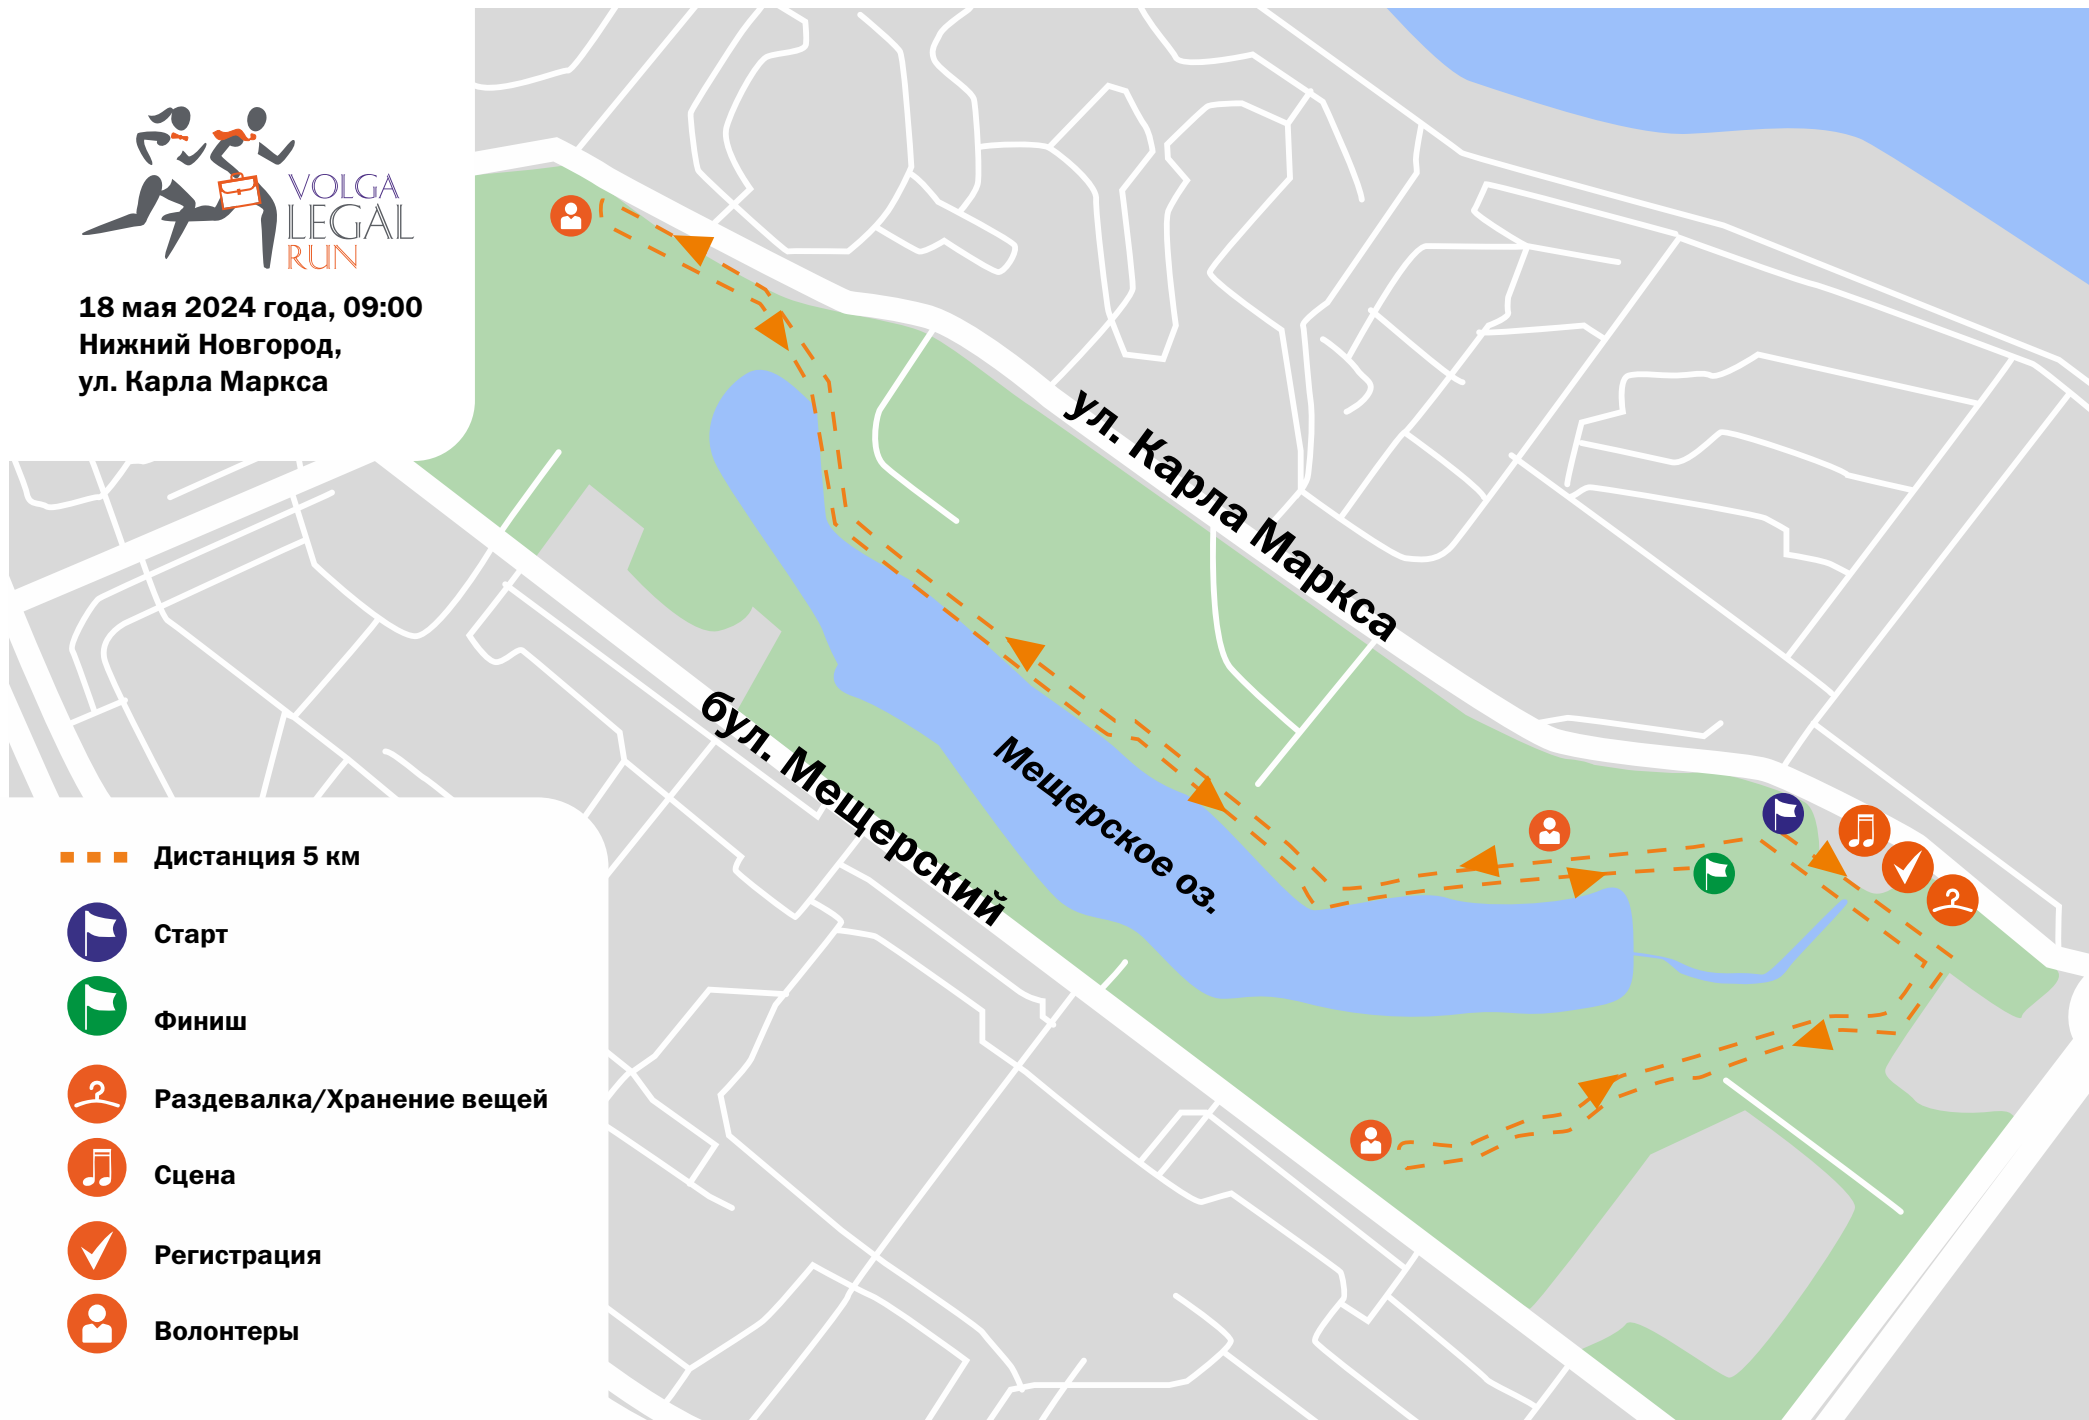 VOLGA
LEGAL
RUN
18 мая 2024 года, 09:00
Нижний Новгород,
ул. Карла Маркса
ул. Карла Маркса
бул. Мещерский
Мещерское оз.
Дистанция 5 км
Старт
Финиш
Раздевалка/Хранение вещей
Сцена
Регистрация
Волонтеры